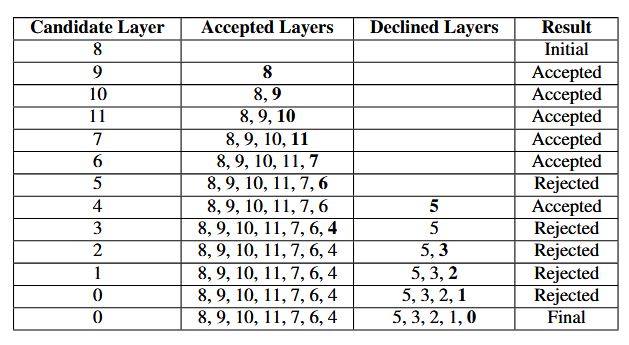 Candidate Layer Accepted Layers Declined Layers Result
8 Initial
9 8 Accepted
10 8, 9 Accepted
11 8, 9, 10 Accepted
7 8, 9, 10, 11 Accepted
6 8, 9, 10, 11, 7 Accepted
5 8, 9, 10, 11, 7, 6 Rejected
4 8, 9, 10, 11, 7, 6 5 Accepted
3 8, 9, 10, 11, 7, 6, 4 5 Rejected
2 8, 9, 10, 11, 7, 6, 4 5, 3 Rejected
1 8, 9, 10, 11, 7, 6, 4 5, 3, 2 Rejected
0 8, 9, 10, 11, 7, 6, 4 5, 3, 2, 1 Rejected
0 8, 9, 10, 11, 7, 6, 4 5, 3, 2, 1, 0 Final